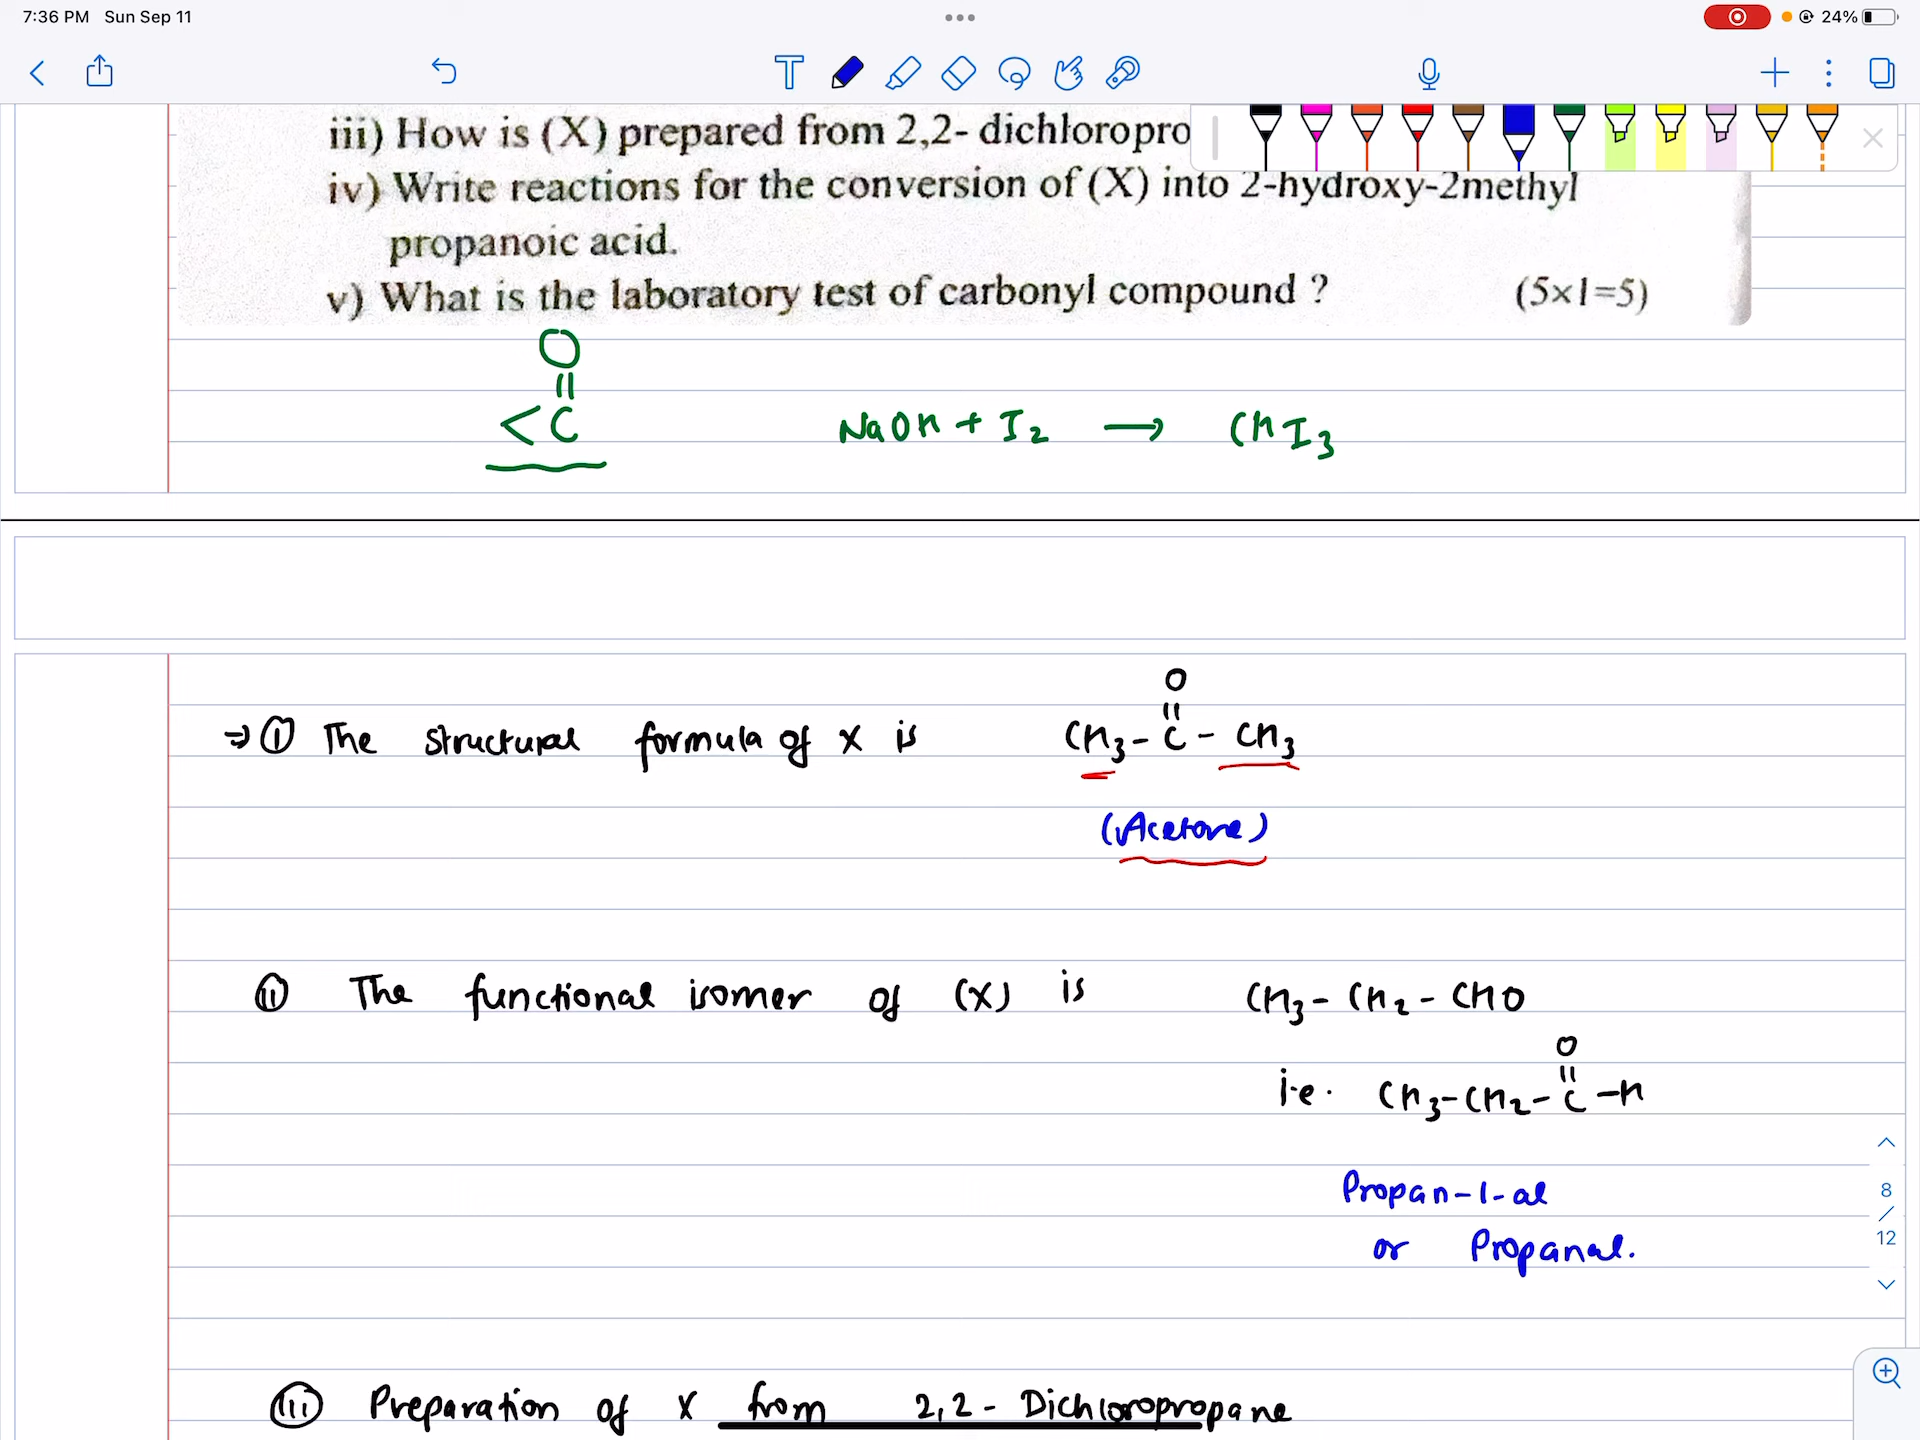 7:36 PM Sun Sep 11
24%
iii) How is (X) prepared from 2,2- dichloropro
iv) Write reactions for the conversion of (X) into 2-hydroxy-2methyl
propanoic acid.
v) What is the laboratory test of carbonyl compound ? (5×1=5)
O
||
<C NaOH + I2 → CHI3
O
||
⇒ (i) The structural formula of X is CH3 - C - CH3
(Acetone)
(ii) The functional isomer of (X) is CH3 - CH2 - CHO
O
||
i.e. CH3-CH2-C-H
Propan-1-al
or Propanal.
8
/
12
(iii) Preparation of X from 2,2 - Dichloropropane